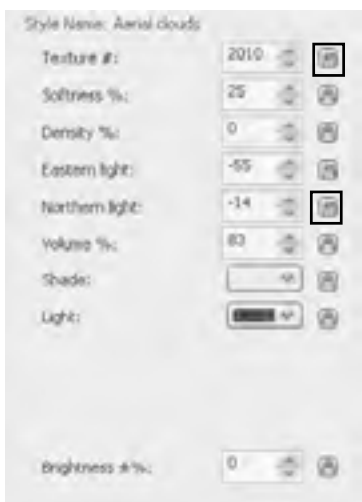 Style Name: Aerial clouds
Texture #: 2010
Softness %: 25
Density %: 0
Eastern light: -55
Northern light: -14
Volume %: 83
Shade:
Light:
Brightness ±%: 0